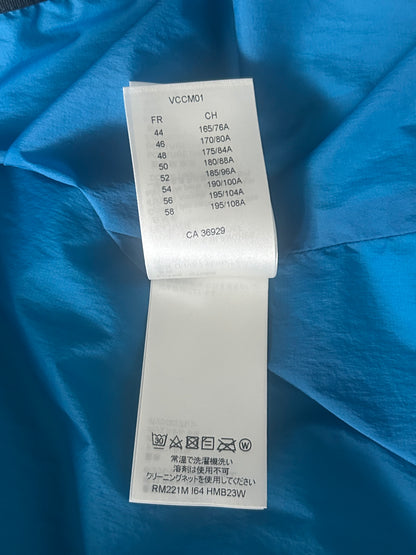 VCCM01
FR CH
44 165/76A
46 170/80A
48 175/84A
50 180/88A
52 185/96A
54 190/100A
56 195/104A
58 195/108A
CA 36929
30 W
常温で洗濯機洗い
溶剤は使用不可
クリーニングネットを使用してください
RM221M I64 HMB23W